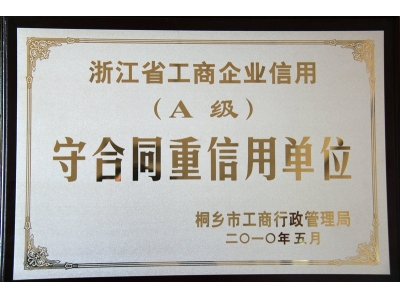 浙江省工商企业信用
（A 级）
守合同重信用单位
桐乡市工商行政管理局
二〇一〇年五月